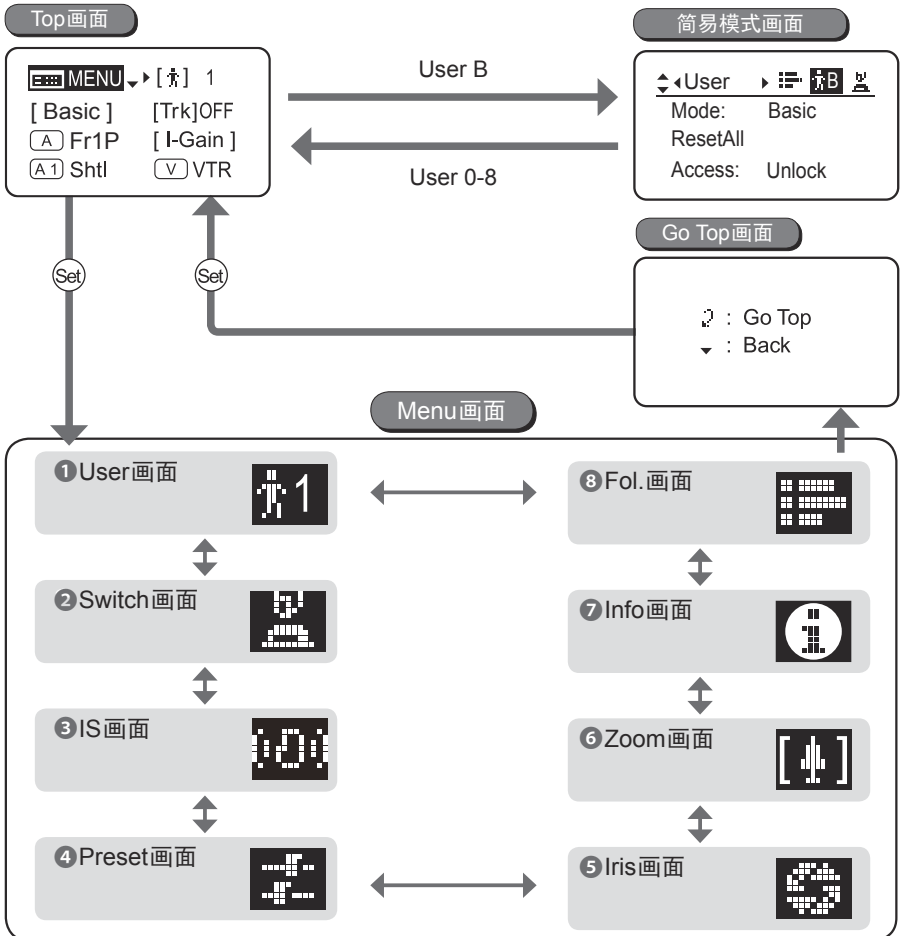 Top画面
MENU [ ] 1
[ Basic ] [Trk]OFF
A Fr1P [ I-Gain ]
A1 Shtl V VTR
User B
User 0-8
简易模式画面
User B
Mode: Basic
ResetAll
Access: Unlock
Go Top画面
: Go Top
: Back
Set
Set
Menu画面
❶User画面
1
❷Switch画面
❸IS画面
❹Preset画面
❽Fol.画面
❼Info画面
i
❻Zoom画面
❺Iris画面